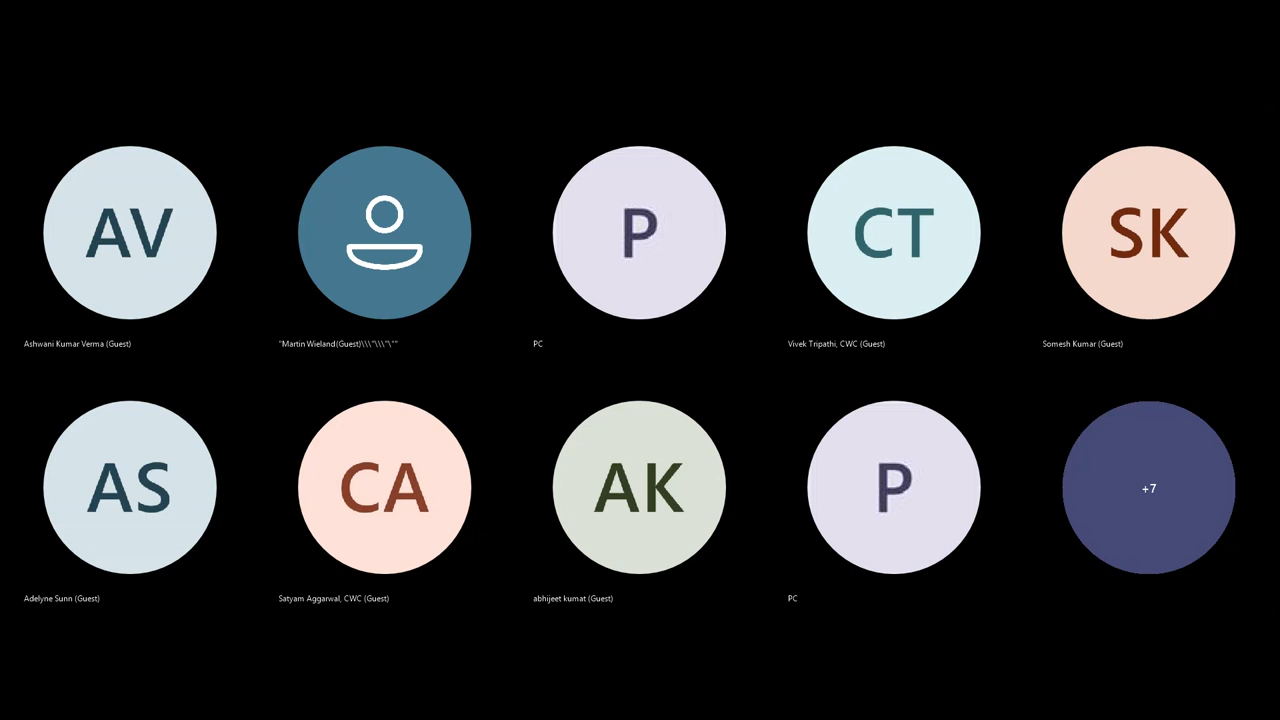 AV
P
CT
SK
Ashwani Kumar Verma (Guest)
"Martin Wieland(Guest)\\\"\\\"\""
PC
Vivek Tripathi, CWC (Guest)
Somesh Kumar (Guest)
AS
CA
AK
P
+7
Adelyne Sunn (Guest)
Satyam Aggarwal, CWC (Guest)
abhijeet kumat (Guest)
PC